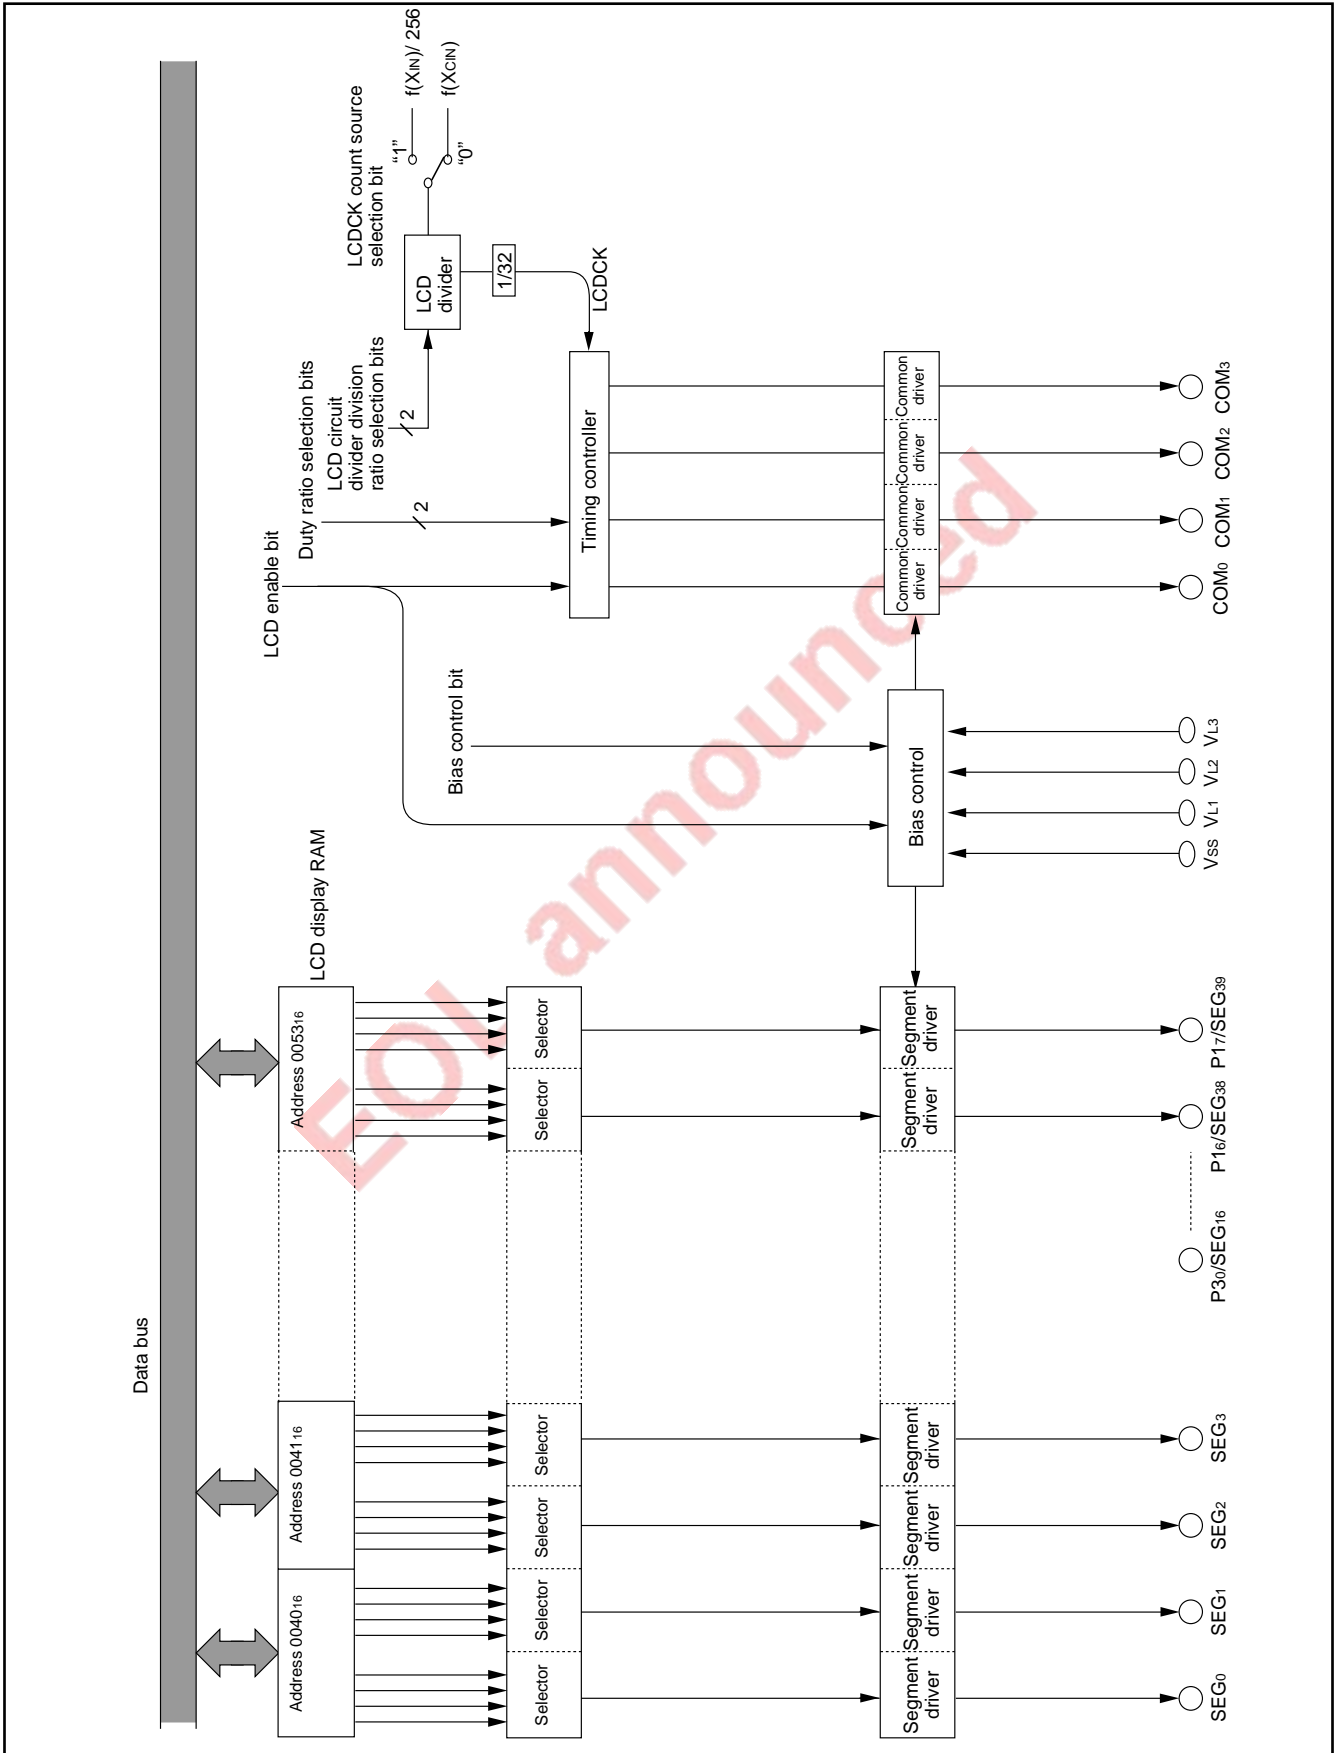 Data bus
Address 004016
Address 004116
Address 005316
LCD display RAM
LCD enable bit
Duty ratio selection bits
LCD circuit
divider division
ratio selection bits
LCDCK count source
selection bit
2
2
"1"
"0"
f(XIN)/ 256
f(XCIN)
LCD
divider
1/32
LCDCK
Bias control bit
Timing controller
Selector
Selector
Selector
Selector
Selector
Selector
Segment
driver
Segment
driver
Segment
driver
Segment
driver
Segment
driver
Segment
driver
Bias control
Common
driver
Common
driver
Common
driver
Common
driver
SEG0
SEG1
SEG2
SEG3
P30/SEG16
P16/SEG38
P17/SEG39
VSS
VL1
VL2
VL3
COM0
COM1
COM2
COM3
EOL announced